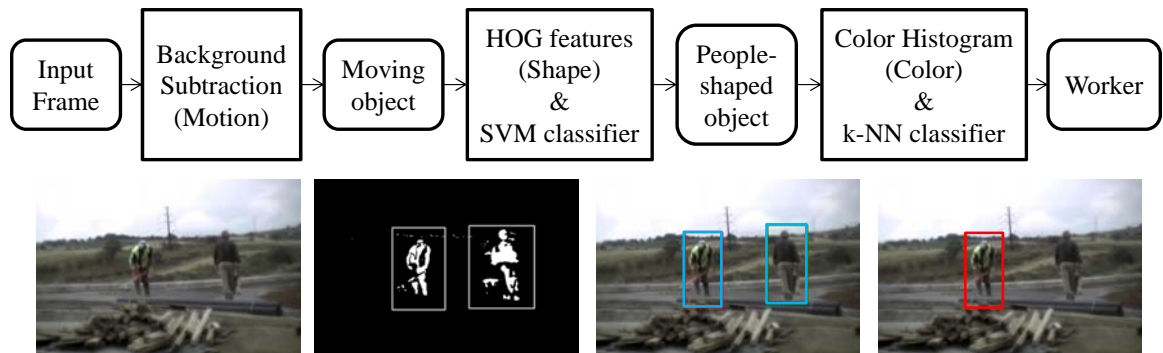 Input
Frame
Background
Subtraction
(Motion)
Moving
object
HOG features
(Shape)
&
SVM classifier
People-
shaped
object
Color Histogram
(Color)
&
k-NN classifier
Worker